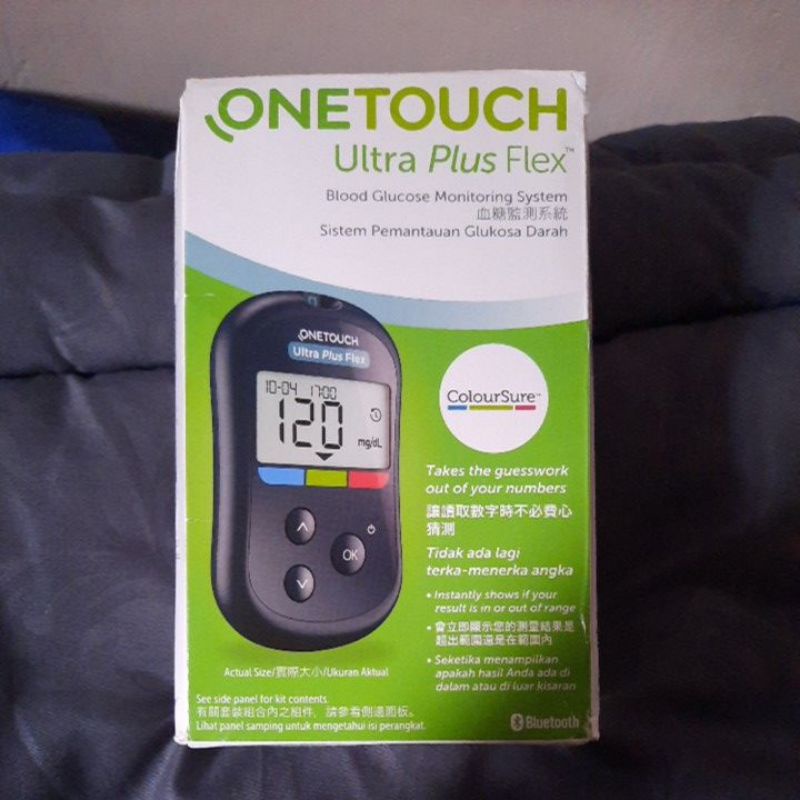 ONETOUCH
Ultra Plus Flex™
Blood Glucose Monitoring System
血糖監測系統
Sistem Pemantauan Glukosa Darah
ONETOUCH
Ultra Plus Flex
10-04 17:00
120
mg/dL
OK
ColourSure™
Takes the guesswork
out of your numbers
讓讀取數字時不必費心
猜測
Tidak ada lagi
terka-menerka angka
• Instantly shows if your
result is in or out of range
• 會立即顯示您的測量結果是
超出範圍還是在範圍內
• Seketika menampilkan
apakah hasil Anda ada di
dalam atau di luar kisaran
Actual Size/實際大小/Ukuran Aktual
See side panel for kit contents.
有關套裝組合內之組件，請參看側邊面板。
Lihat panel samping untuk mengetahui isi perangkat.
Bluetooth